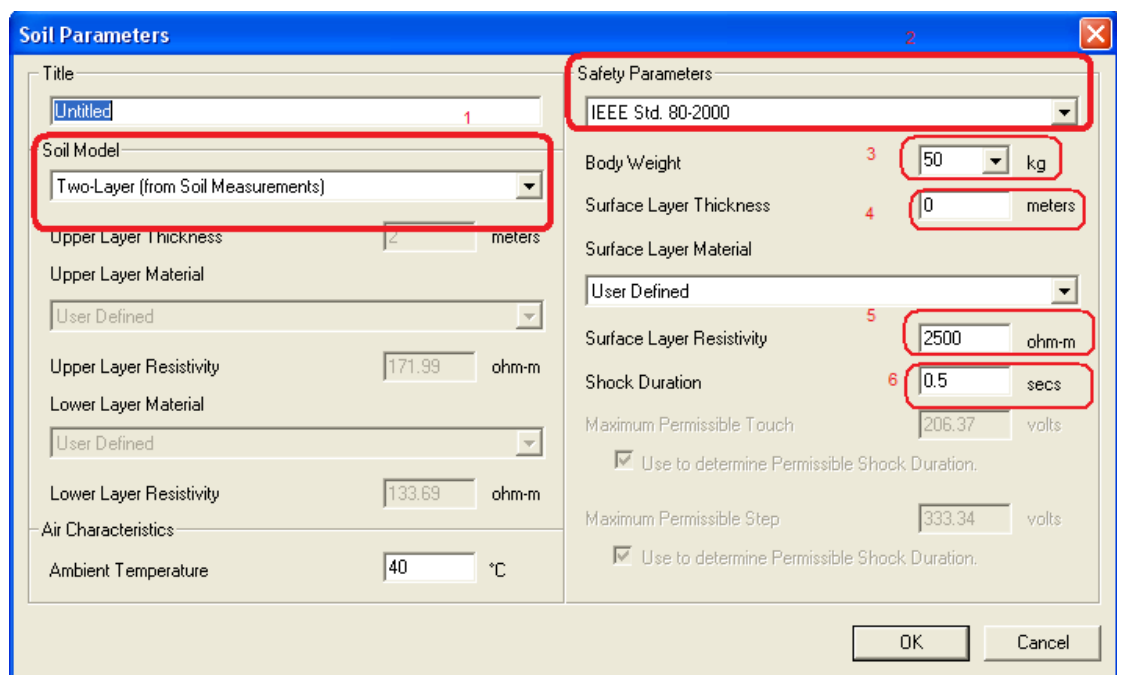 Soil Parameters
2
Title
Untitled
1
Soil Model
Two-Layer (from Soil Measurements)
Upper Layer Thickness 2 meters
Upper Layer Material
User Defined
Upper Layer Resistivity 171.99 ohm-m
Lower Layer Material
User Defined
Lower Layer Resistivity 133.69 ohm-m
Air Characteristics
Ambient Temperature 40 °C
Safety Parameters
IEEE Std. 80-2000
Body Weight 3 50 kg
Surface Layer Thickness 4 0 meters
Surface Layer Material
User Defined
5
Surface Layer Resistivity 2500 ohm-m
Shock Duration 6 0.5 secs
Maximum Permissible Touch 206.37 volts
Use to determine Permissible Shock Duration.
Maximum Permissible Step 333.34 volts
Use to determine Permissible Shock Duration.
OK Cancel